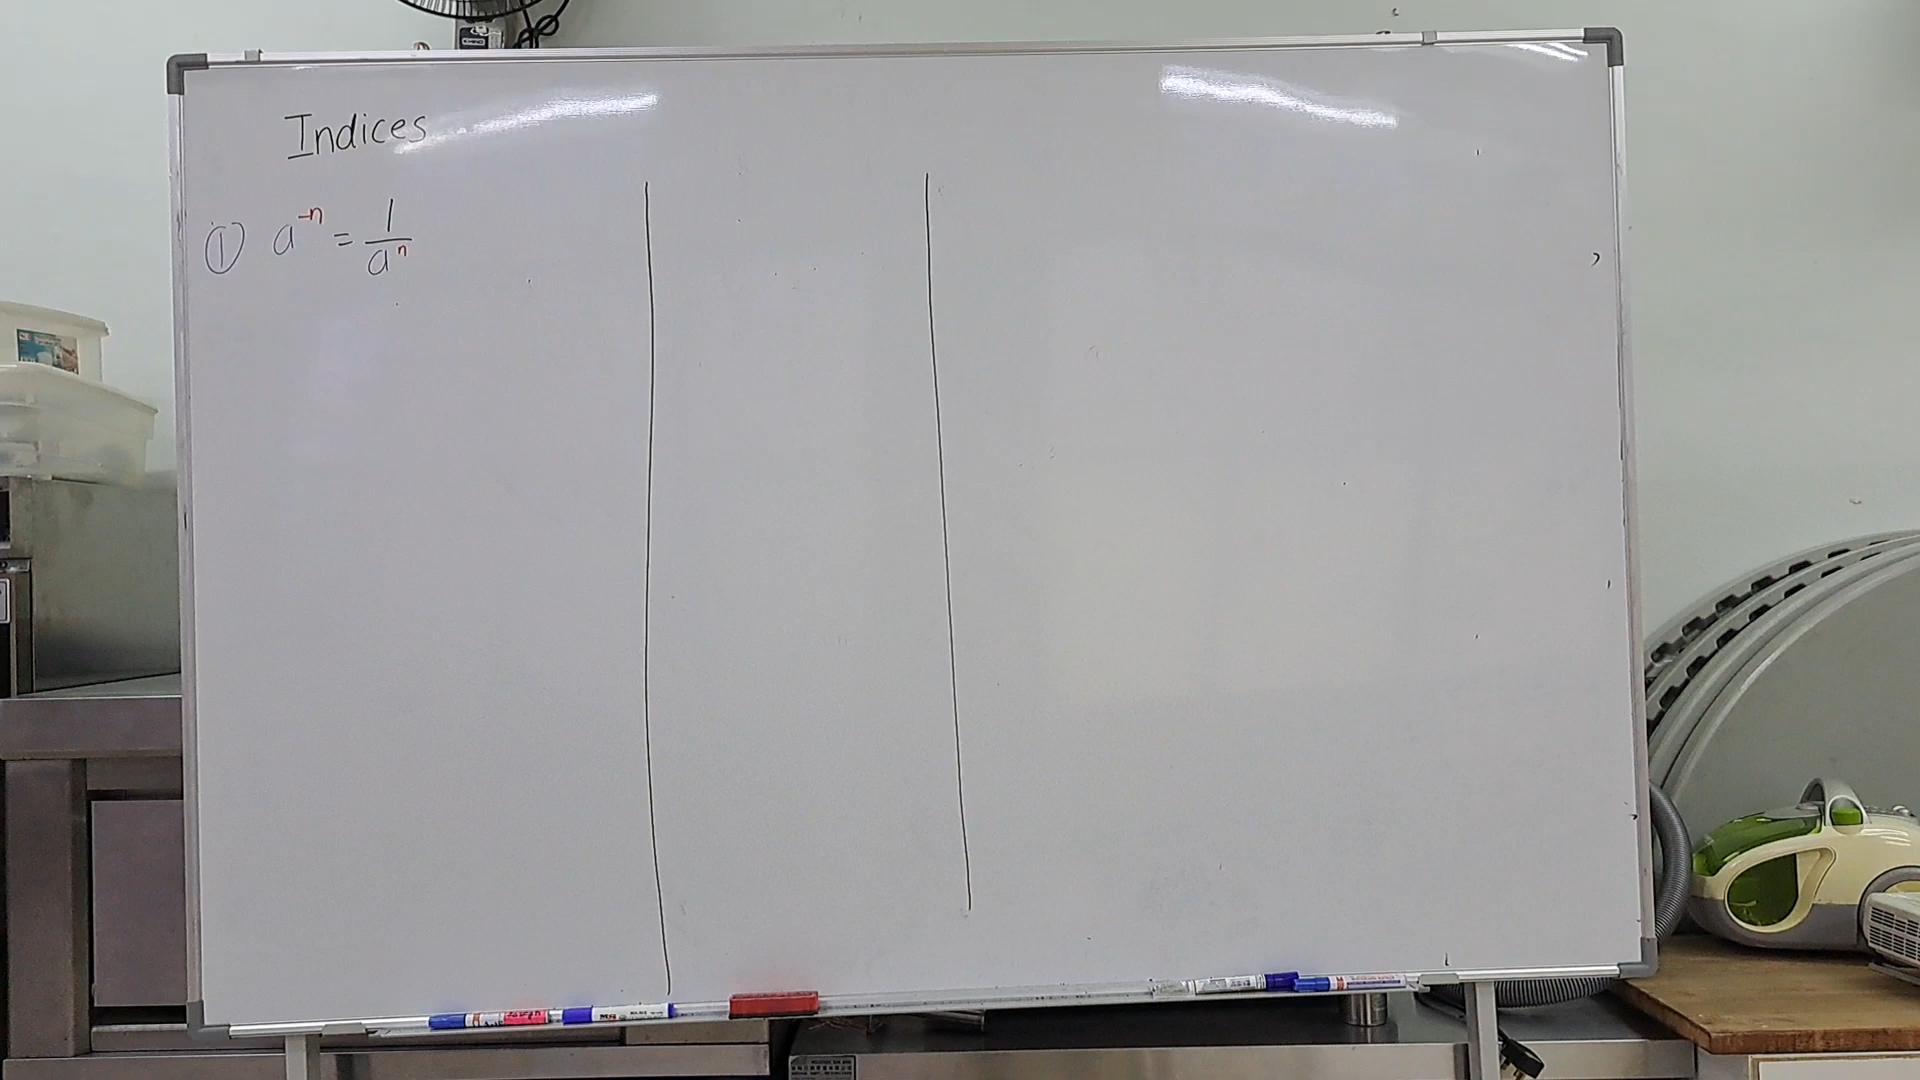 Indices
① a⁻ⁿ = 1/aⁿ